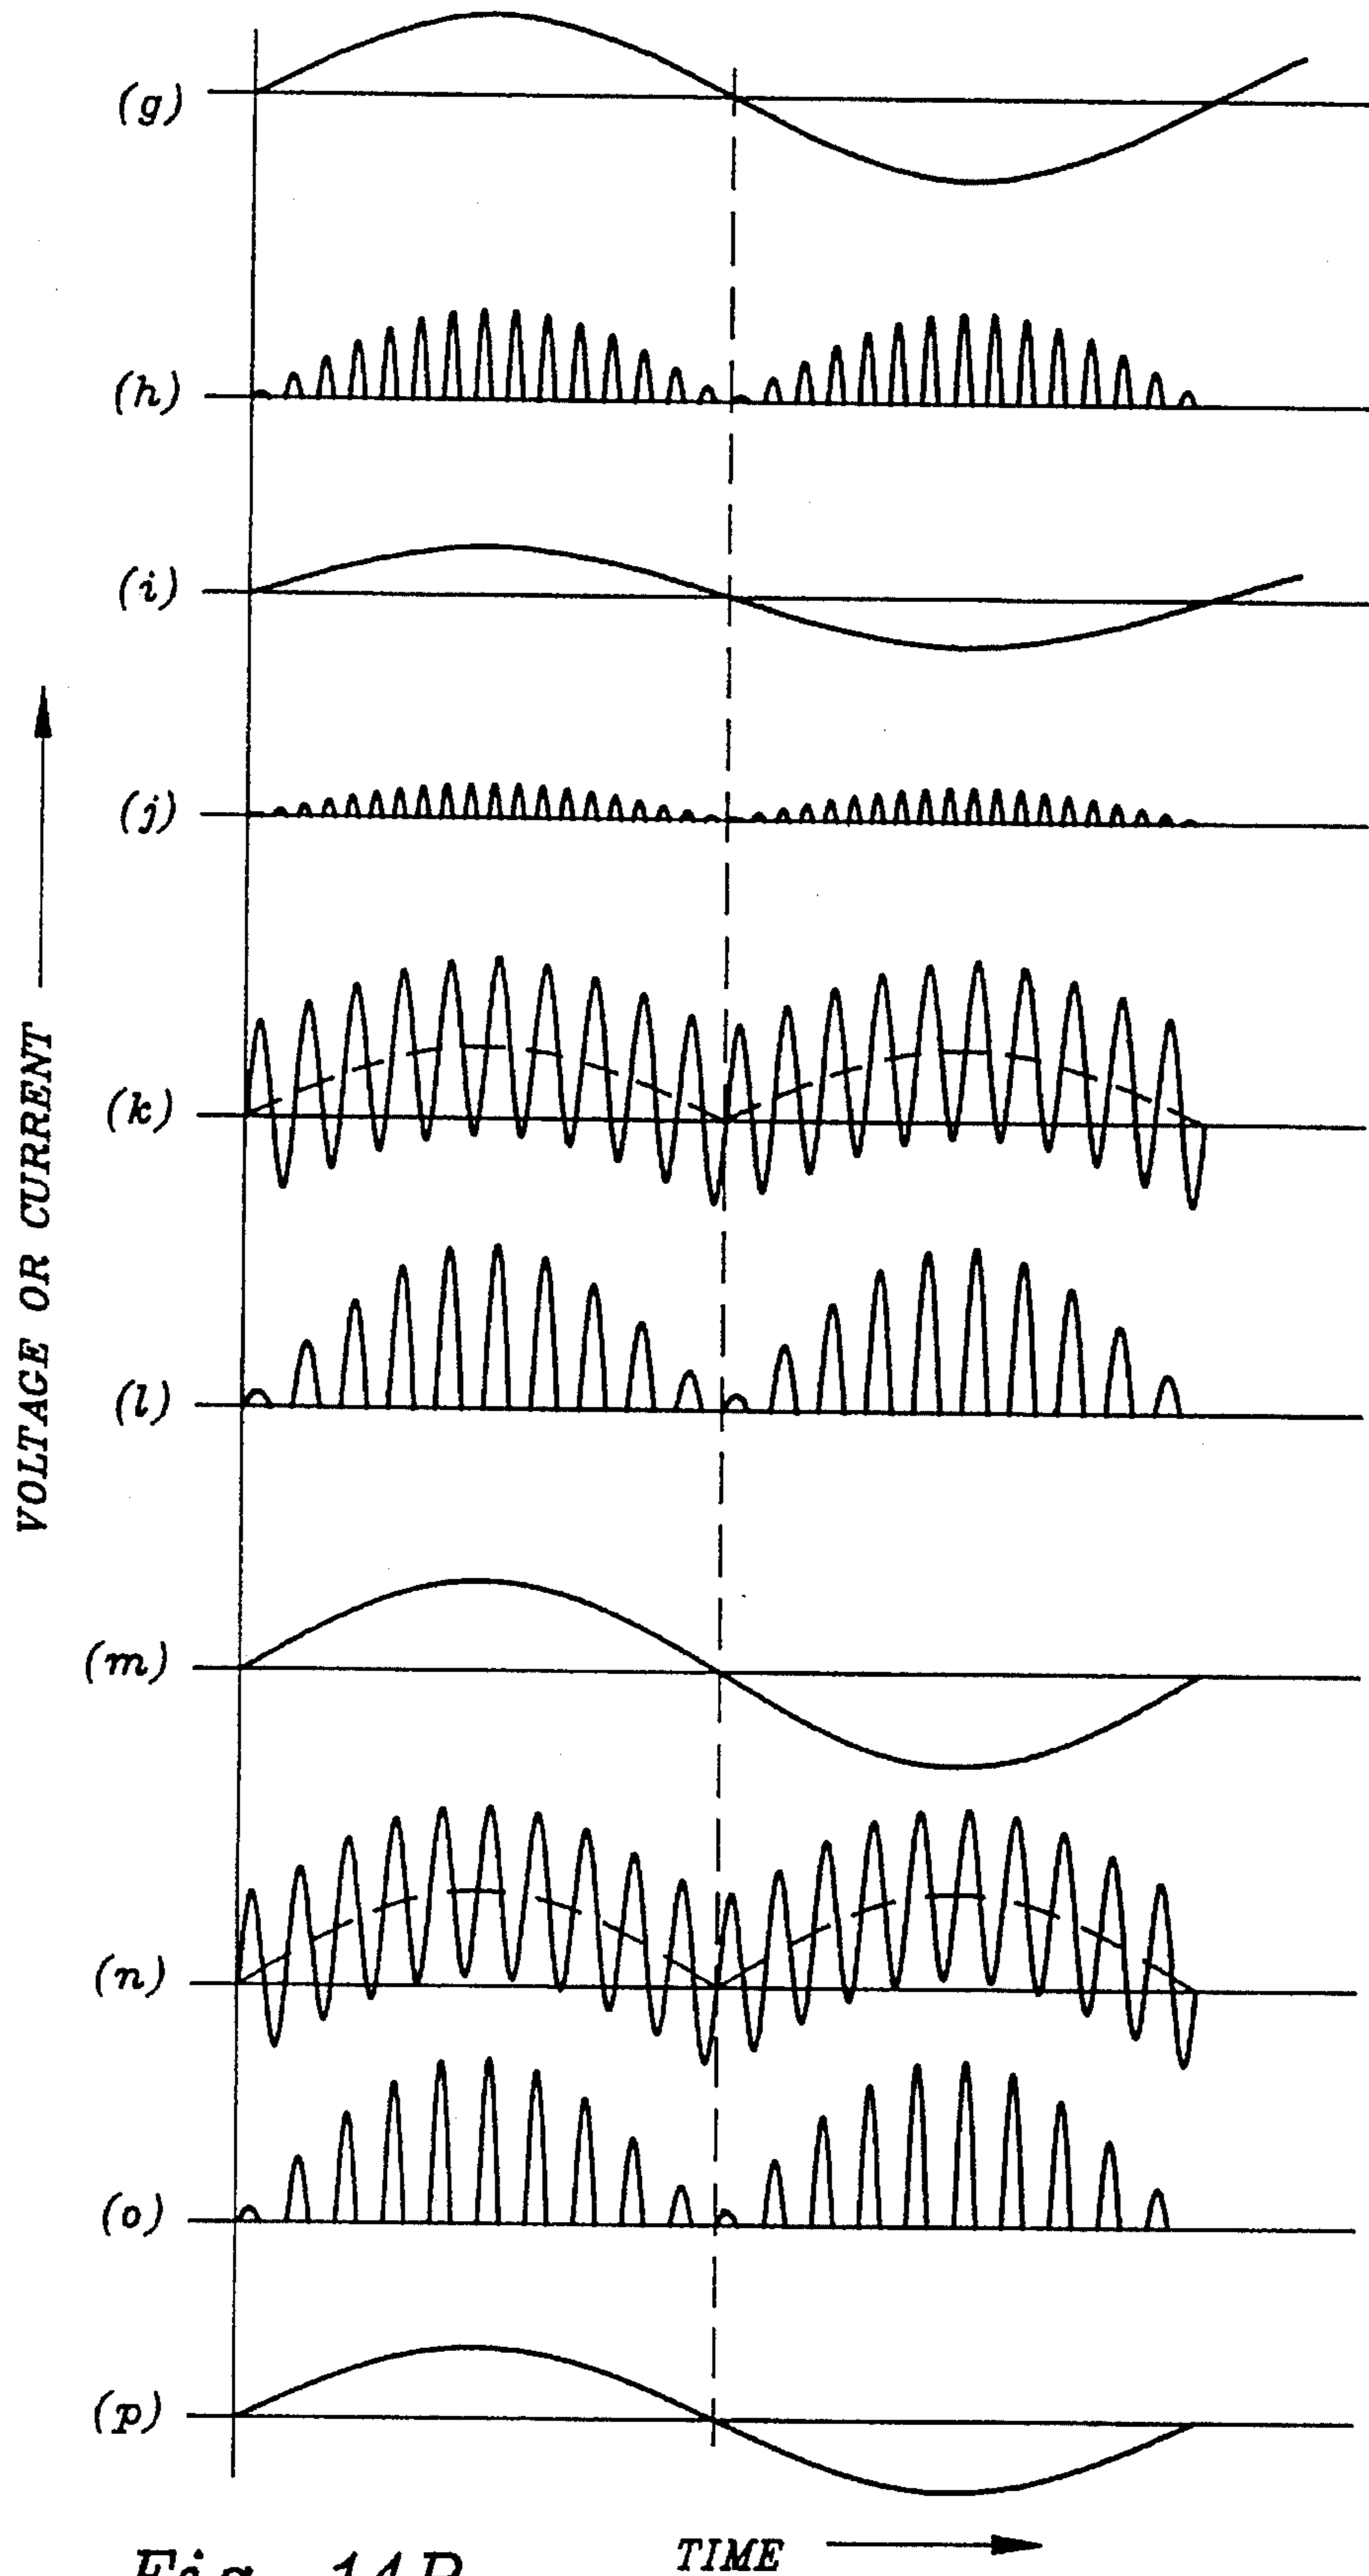 (g)
(h)
(i)
(j)
VOLTAGE OR CURRENT
(k)
(l)
(m)
(n)
(o)
(p)
TIME